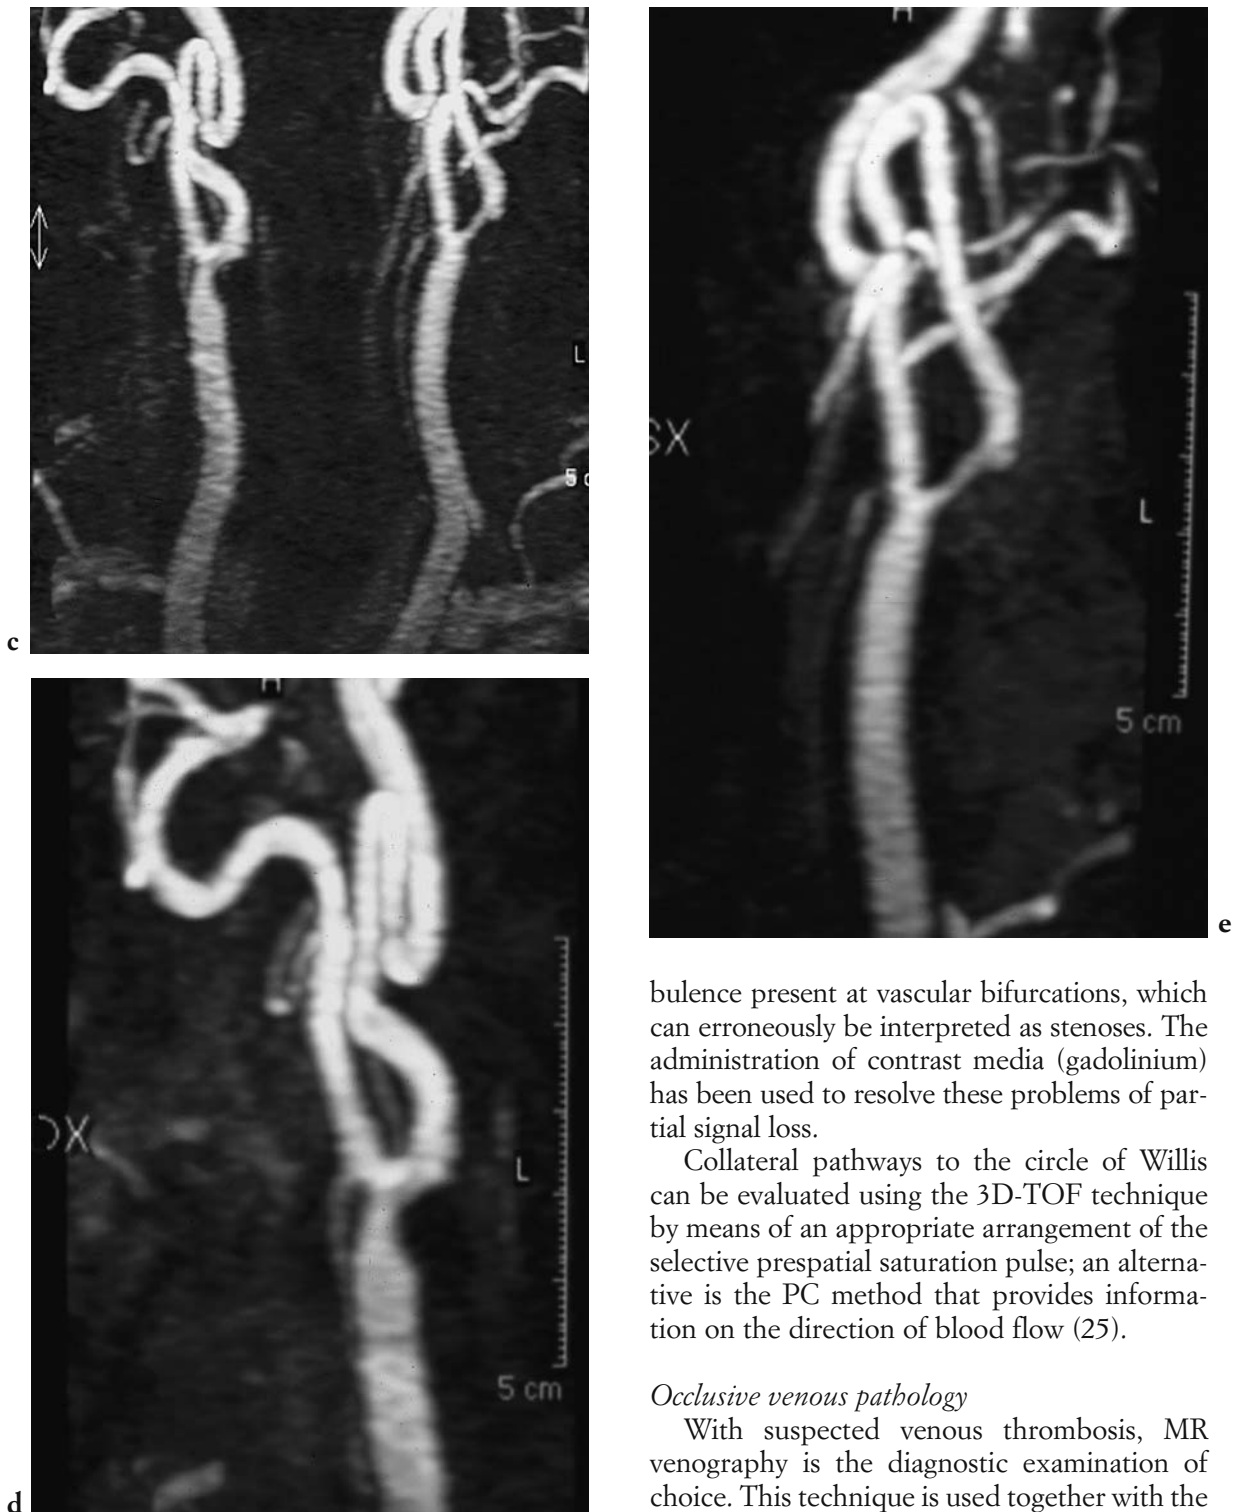 L
5 c
c
H
DX
L
5 cm
d
H
SX
L
5 cm
e
bulence present at vascular bifurcations, which
can erroneously be interpreted as stenoses. The
administration of contrast media (gadolinium)
has been used to resolve these problems of par-
tial signal loss.
Collateral pathways to the circle of Willis
can be evaluated using the 3D-TOF technique
by means of an appropriate arrangement of the
selective prespatial saturation pulse; an alterna-
tive is the PC method that provides informa-
tion on the direction of blood flow (25).
Occlusive venous pathology
With suspected venous thrombosis, MR
venography is the diagnostic examination of
choice. This technique is used together with the